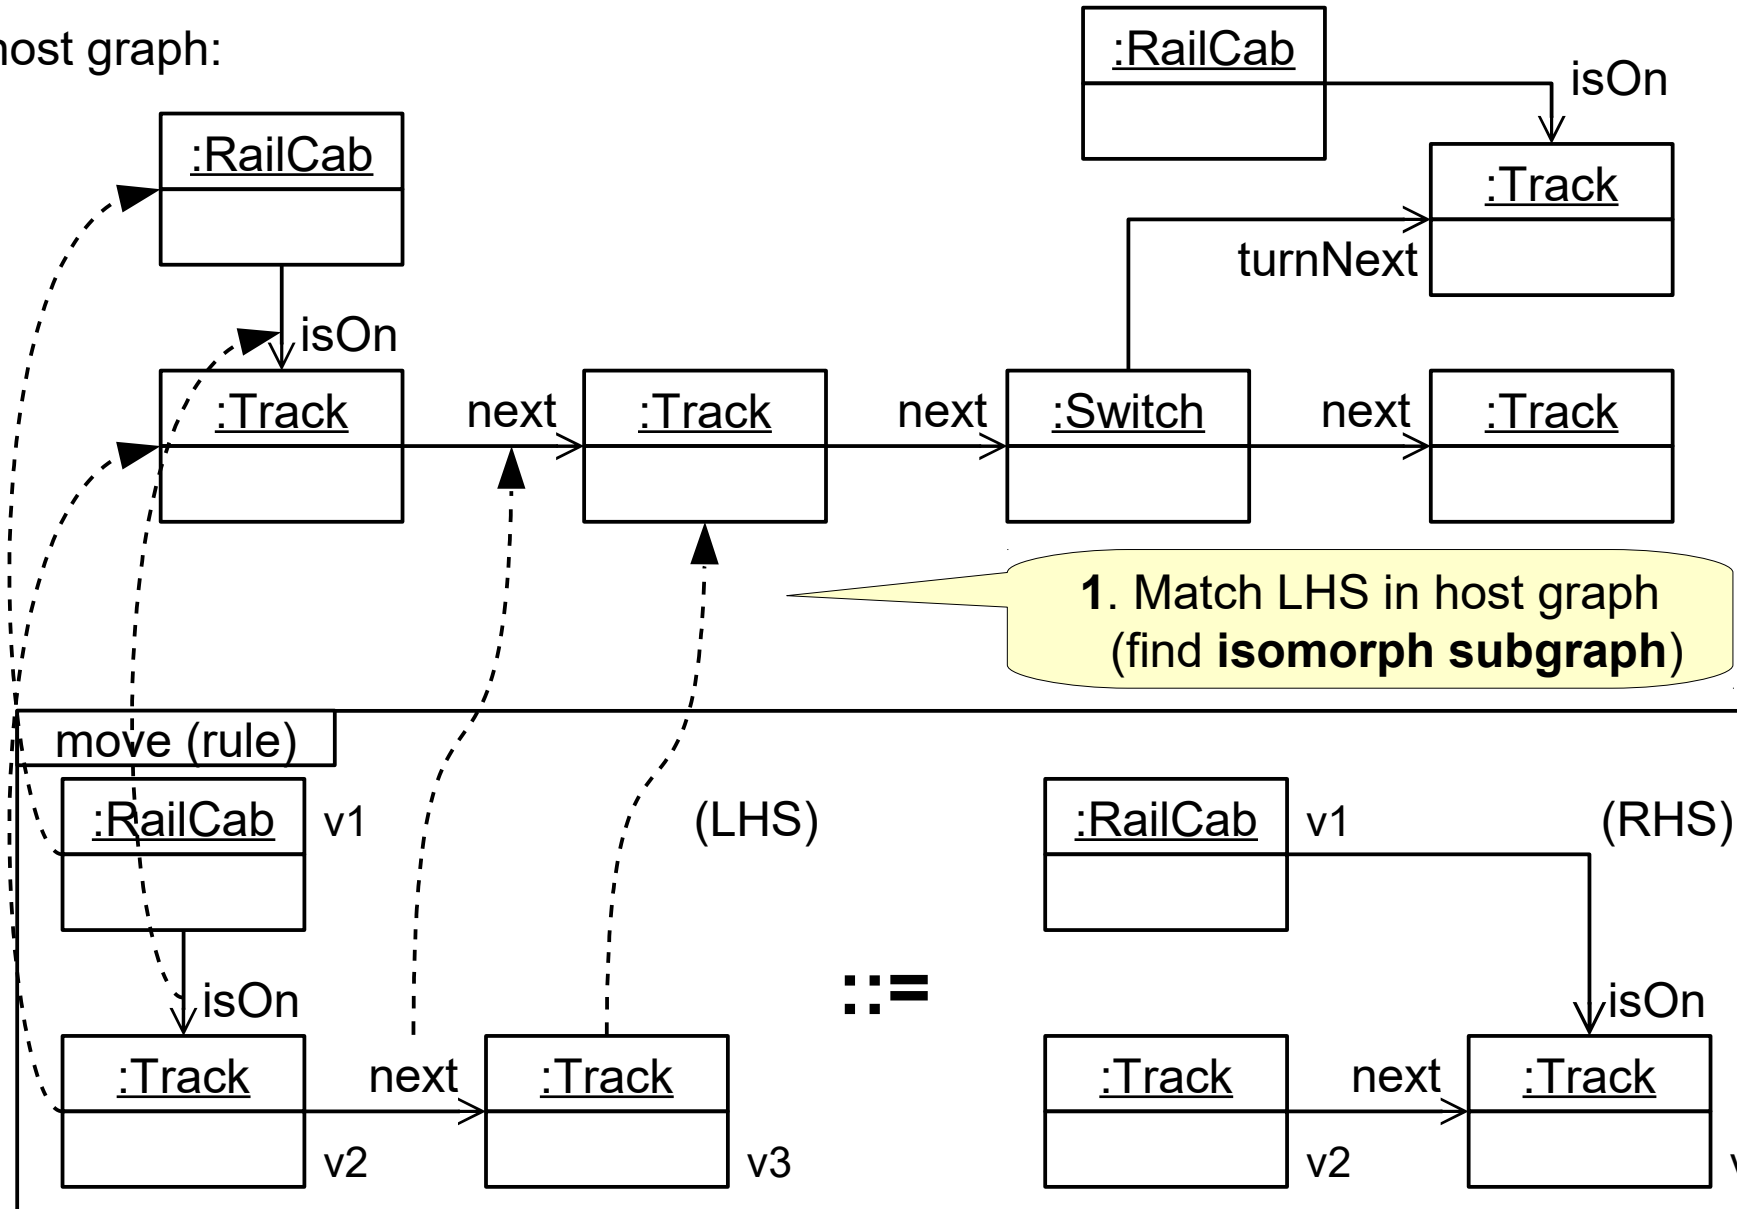 host graph:
:RailCab
isOn
:RailCab
:Track
turnNext
isOn
:Track
next
:Track
next
:Switch
next
:Track
1. Match LHS in host graph
(find isomorph subgraph)
move (rule)
:RailCab
v1
(LHS)
:RailCab
v1
(RHS)
isOn
::=
isOn
:Track
next
:Track
:Track
next
:Track
v2
v3
v2